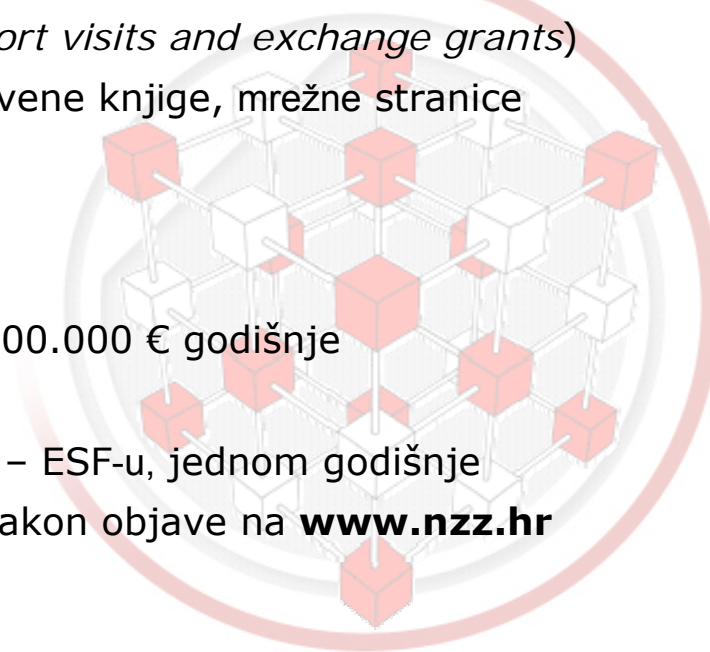 ort visits and exchange grants)
vene knjige, mrežne stranice
00.000 € godišnje
– ESF-u, jednom godišnje
akon objave na www.nzz.hr